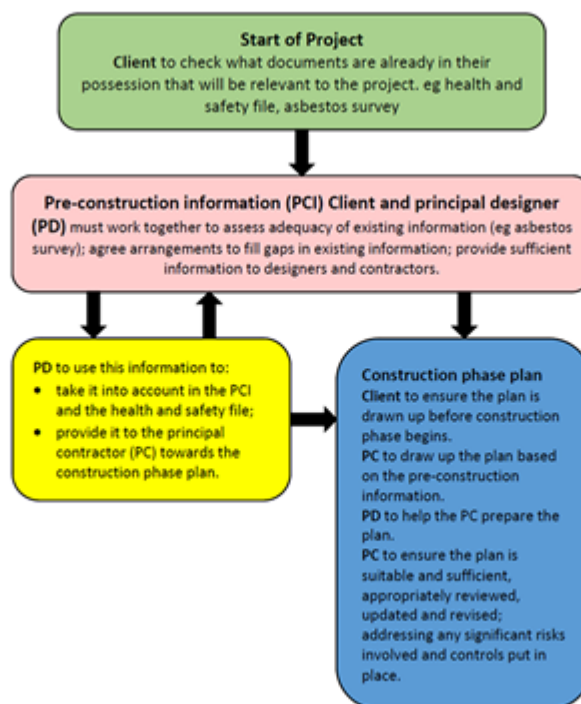 Start of Project
Client to check what documents are already in their
possession that will be relevant to the project. eg health and
safety file, asbestos survey
Pre-construction information (PCI) Client and principal designer
(PD) must work together to assess adequacy of existing information (eg asbestos
survey); agree arrangements to fill gaps in existing information; provide sufficient
information to designers and contractors.
PD to use this information to:
• take it into account in the PCI
and the health and safety file;
• provide it to the principal
contractor (PC) towards the
construction phase plan.
Construction phase plan
Client to ensure the plan is
drawn up before construction
phase begins.
PC to draw up the plan based
on the pre-construction
information.
PD to help the PC prepare the
plan.
PC to ensure the plan is
suitable and sufficient,
appropriately reviewed,
updated and revised;
addressing any significant risks
involved and controls put in
place.